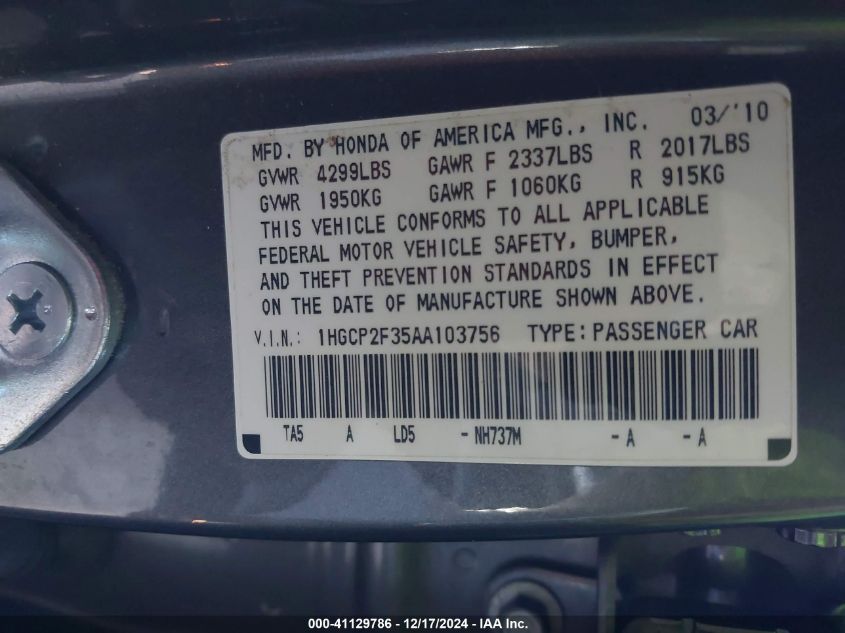 MFD. BY HONDA OF AMERICA MFG., INC. 03/'10
GVWR 4299LBS GAWR F 2337LBS R 2017LBS
GVWR 1950KG GAWR F 1060KG R 915KG
THIS VEHICLE CONFORMS TO ALL APPLICABLE
FEDERAL MOTOR VEHICLE SAFETY, BUMPER,
AND THEFT PREVENTION STANDARDS IN EFFECT
ON THE DATE OF MANUFACTURE SHOWN ABOVE.
V.I.N.: 1HGCP2F35AA103756 TYPE: PASSENGER CAR
TA5 A LD5 - NH737M - A - A
000-41129786 - 12/17/2024 - IAA Inc.